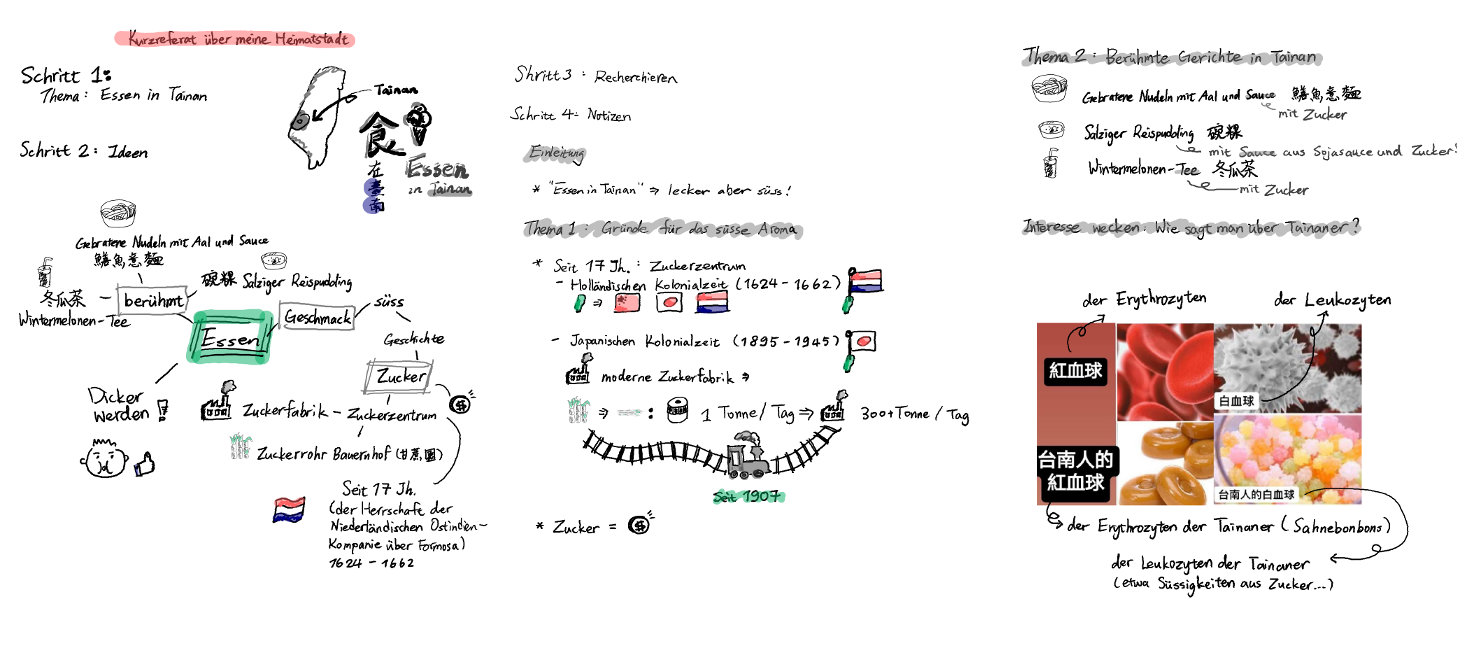 Kurzreferat über meine Heimatstadt
Schritt 1:
Thema: Essen in Tainan
Tainan
食
在
臺
南
Essen
in Tainan
Schritt 2: Ideen
Gebratene Nudeln mit Aal und Sauce
鱔魚意麵
碗粿 Salziger Reispudding
冬瓜茶
Wintermelonen-Tee
berühmt
Essen
Geschmack
süss
Geschichte
Zucker
$
Dicker
werden!
Zuckerfabrik - Zuckerzentrum
Zuckerrohr Bauernhof (甘蔗園)
Seit 17 Jh.
(der Herrschaft der
Niederländischen Ostindien-
Kompanie über Formosa)
1624 - 1662
Shritt 3: Recherchieren
Schritt 4: Notizen
Einleitung
* "Essen in Tainan" ⇒ lecker aber süss!
Thema 1: Gründe für das süsse Aroma
* Seit 17 Jh.: Zuckerzentrum
- Holländischen Kolonialzeit (1624-1662)
⇒
- Japanischen Kolonialzeit (1895-1945)
moderne Zuckerfabrik ⇒
⇒ : 1 Tonne/Tag ⇒ 300+Tonne/Tag
Seit 1907
* Zucker = $
Thema 2: Berühmte Gerichte in Tainan
Gebratene Nudeln mit Aal und Sauce 鱔魚意麵
mit Zucker
Salziger Reispudding 碗粿
mit Sauce aus Sojasauce und Zucker!
Wintermelonen-Tee 冬瓜茶
mit Zucker
Interesse wecken: Wie sagt man über Tainaner?
der Erythrozyten
der Leukozyten
紅血球
白血球
台南人的
紅血球
台南人的白血球
der Erythrozyten der Tainaner (Sahnebonbons)
der Leukozyten der Tainaner
(etwa Süssigkeiten aus Zucker...)